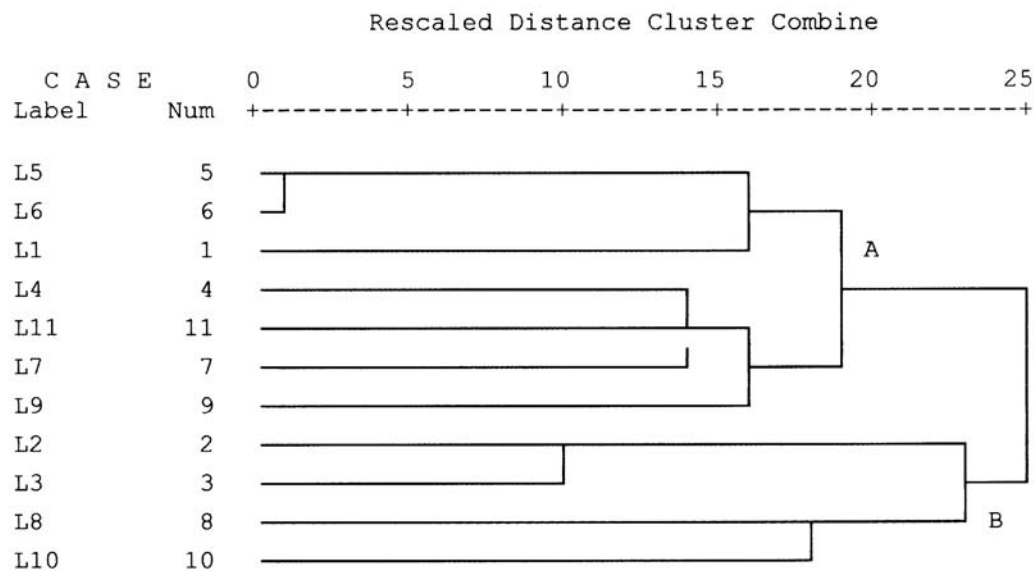 Rescaled Distance Cluster Combine
C A S E 0 5 10 15 20 25
Label Num +---------+---------+---------+---------+---------+
L5 5
L6 6
L1 1
A
L4 4
L11 11
L7 7
L9 9
L2 2
L3 3
L8 8
B
L10 10